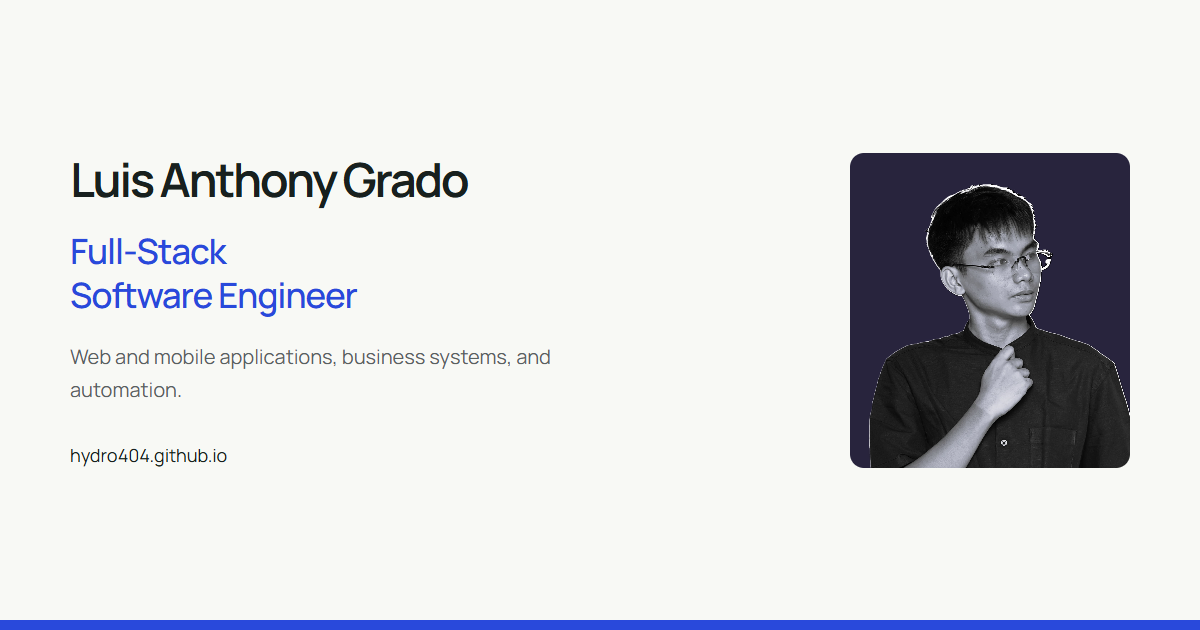 Luis Anthony Grado
Full-Stack
Software Engineer
Web and mobile applications, business systems, and
automation.
hydro404.github.io